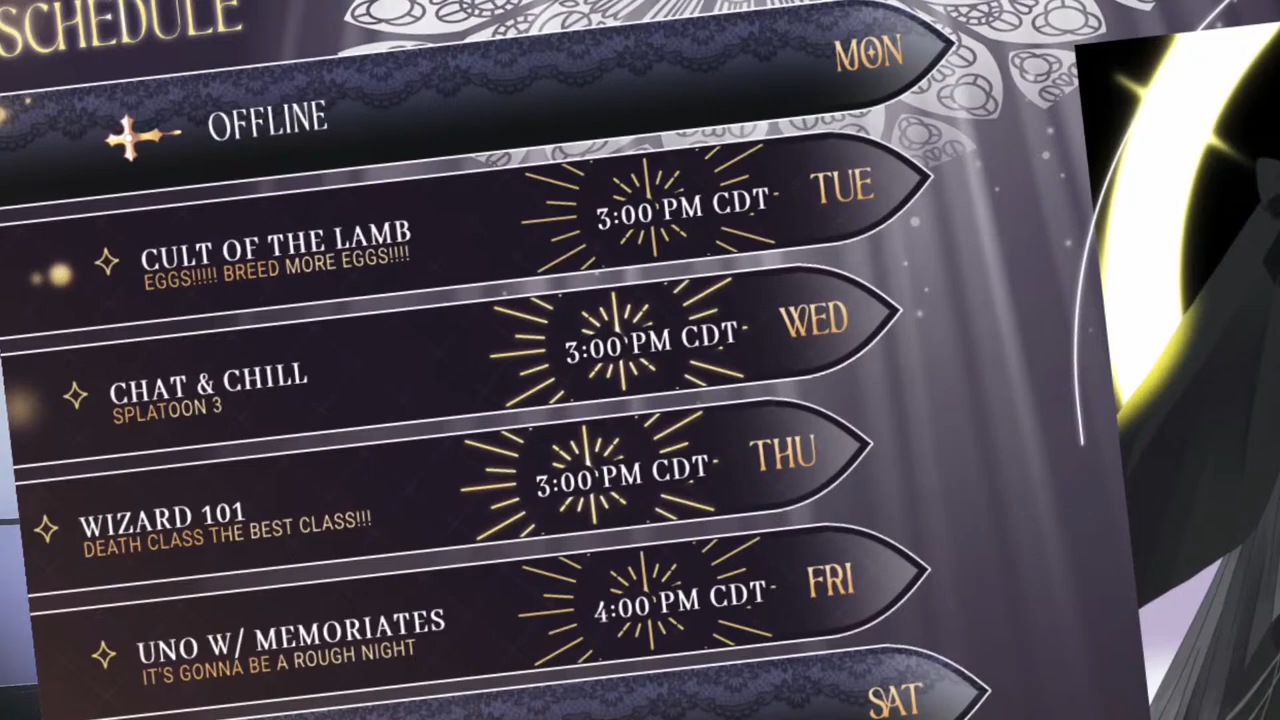 SCHEDULE
OFFLINE
MON
CULT OF THE LAMB
EGGS!!!!! BREED MORE EGGS!!!!
3:00 PM CDT
TUE
CHAT & CHILL
SPLATOON 3
3:00 PM CDT
WED
WIZARD 101
DEATH CLASS THE BEST CLASS!!!
3:00 PM CDT
THU
UNO W/ MEMORIATES
IT'S GONNA BE A ROUGH NIGHT
4:00 PM CDT
FRI
SAT